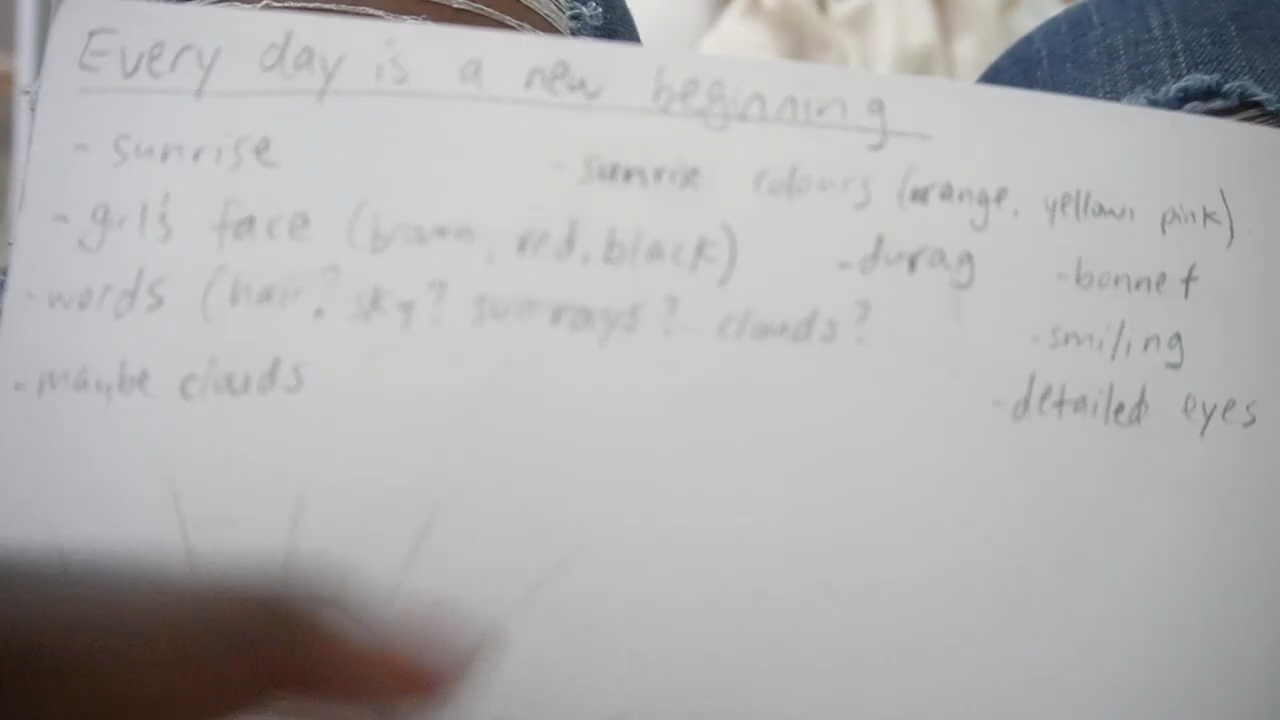 Every day is a new beginning
- sunrise
- sunrise colours (orange, yellow, pink)
- girl's face (brown, red, black)
- durag
- bonnet
- words (hair? sky? sunrays? clouds?
- smiling
- maybe clouds
- detailed eyes